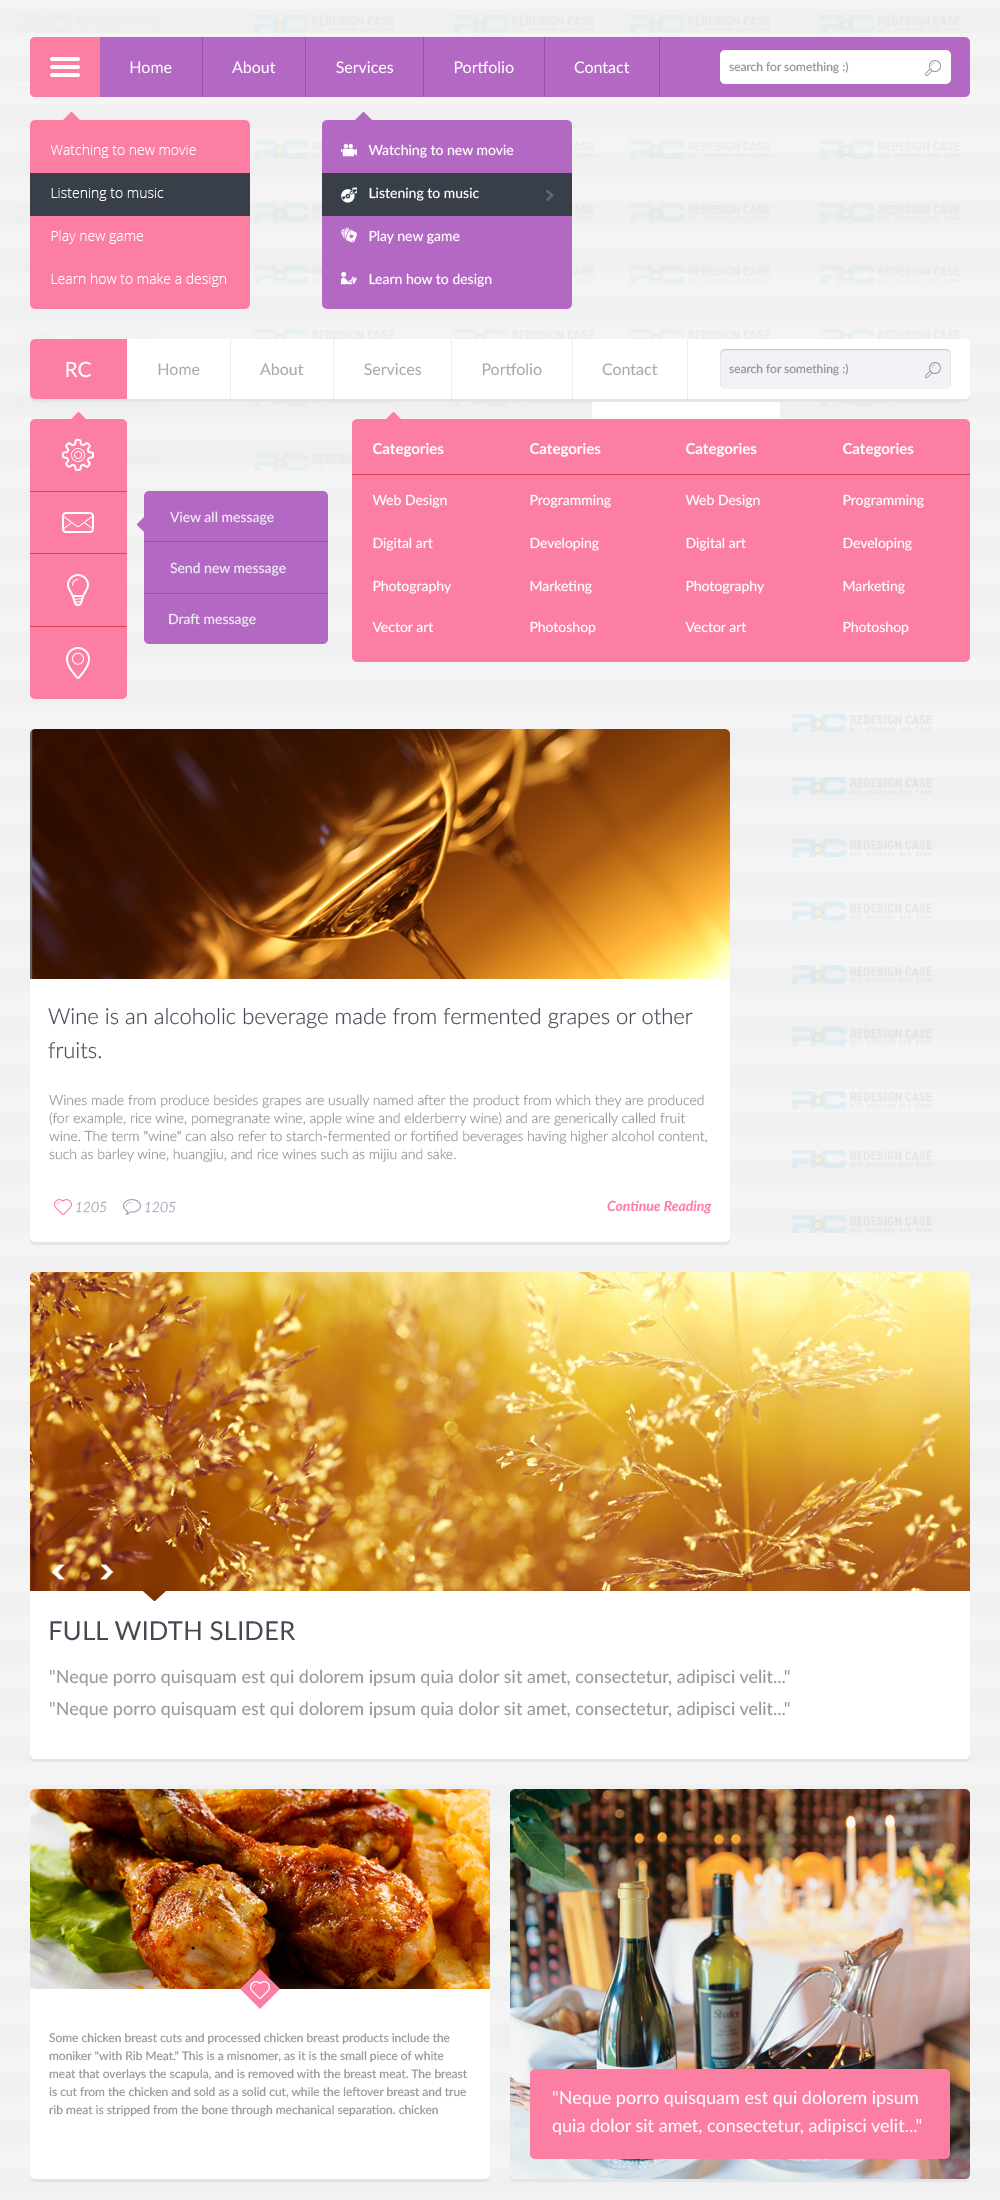 Home About Services Portfolio Contact search for something :)
Watching to new movie
Listening to music
Play new game
Learn how to make a design
Watching to new movie
Listening to music
Play new game
Learn how to design
RC Home About Services Portfolio Contact search for something :)
View all message
Send new message
Draft message
Categories Categories Categories Categories
Web Design Programming Web Design Programming
Digital art Developing Digital art Developing
Photography Marketing Photography Marketing
Vector art Photoshop Vector art Photoshop
REDESIGN CASE
Wine is an alcoholic beverage made from fermented grapes or other
fruits.
Wines made from produce besides grapes are usually named after the product from which they are produced
(for example, rice wine, pomegranate wine, apple wine and elderberry wine) and are generically called fruit
wine. The term "wine" can also refer to starch-fermented or fortified beverages having higher alcohol content,
such as barley wine, huangjiu, and rice wines such as mijiu and sake.
1205 1205 Continue Reading
FULL WIDTH SLIDER
"Neque porro quisquam est qui dolorem ipsum quia dolor sit amet, consectetur, adipisci velit..."
"Neque porro quisquam est qui dolorem ipsum quia dolor sit amet, consectetur, adipisci velit..."
Some chicken breast cuts and processed chicken breast products include the
moniker "with Rib Meat." This is a misnomer, as it is the small piece of white
meat that overlays the scapula, and is removed with the breast meat. The breast
is cut from the chicken and sold as a solid cut, while the leftover breast and true
rib meat is stripped from the bone through mechanical separation. chicken
"Neque porro quisquam est qui dolorem ipsum
quia dolor sit amet, consectetur, adipisci velit..."